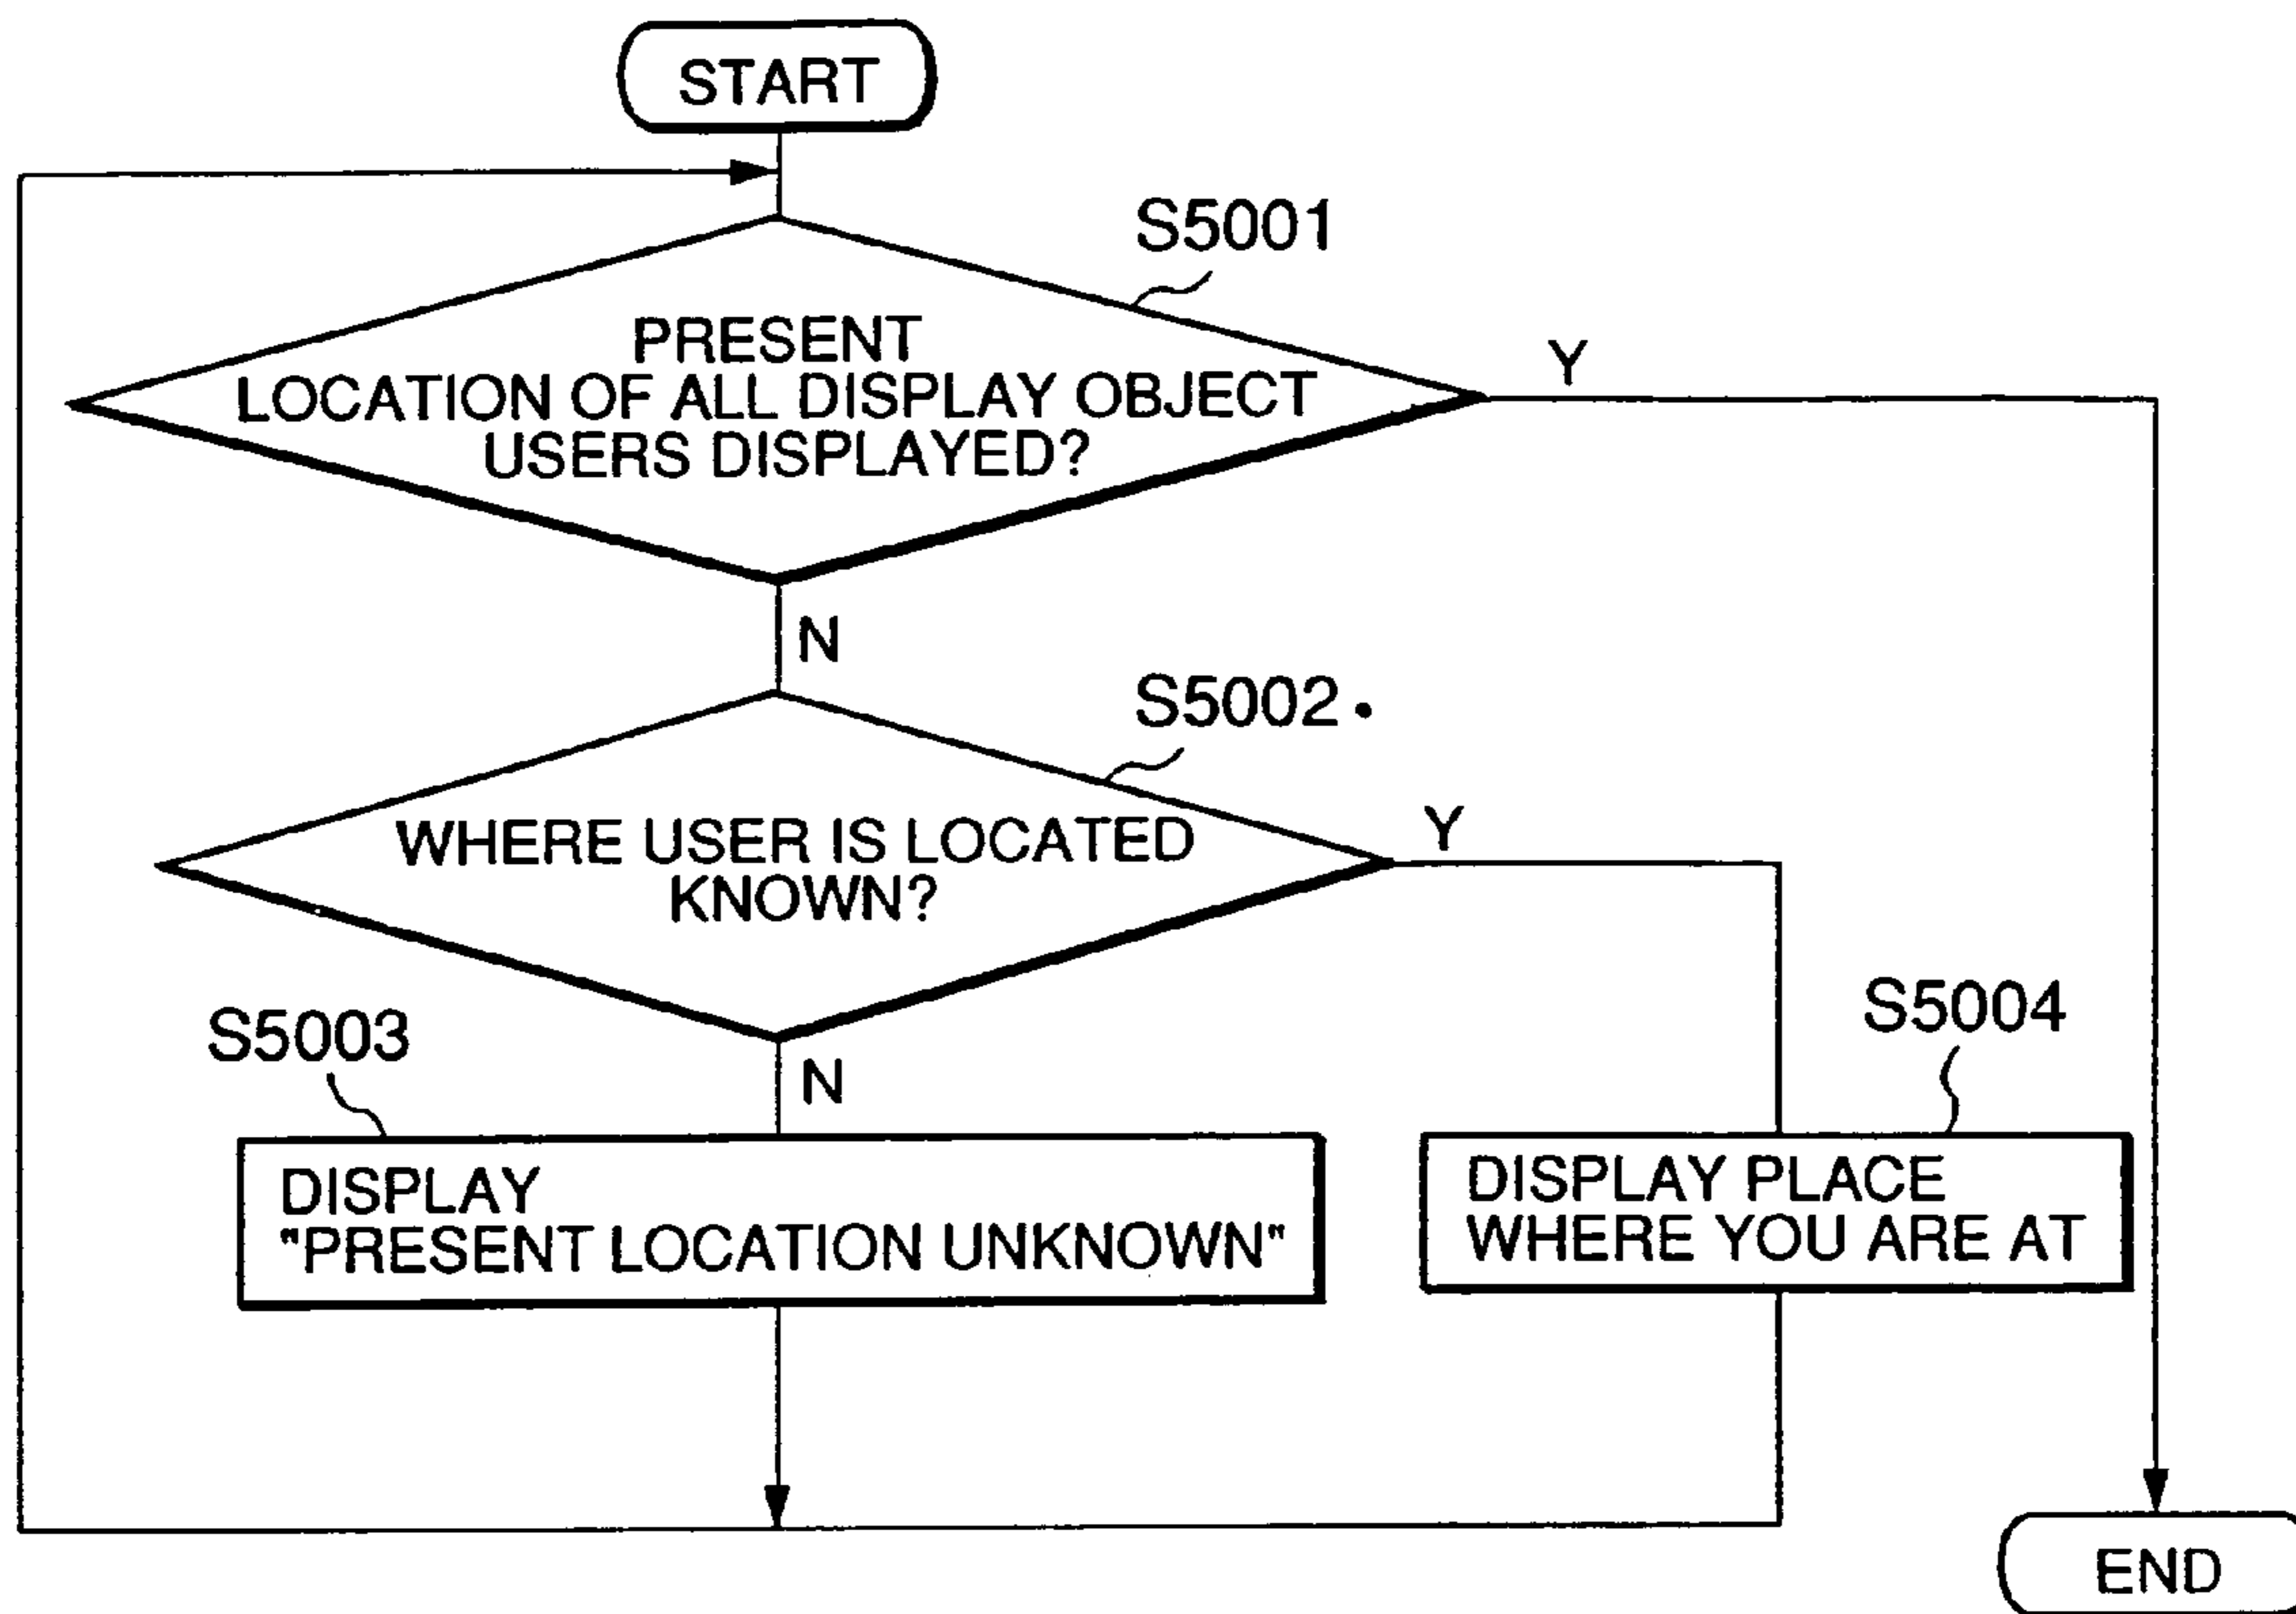 START
S5001
PRESENT
LOCATION OF ALL DISPLAY OBJECT
USERS DISPLAYED?
Y
N
S5002
WHERE USER IS LOCATED
KNOWN?
Y
N
S5003
DISPLAY
"PRESENT LOCATION UNKNOWN"
S5004
DISPLAY PLACE
WHERE YOU ARE AT
END